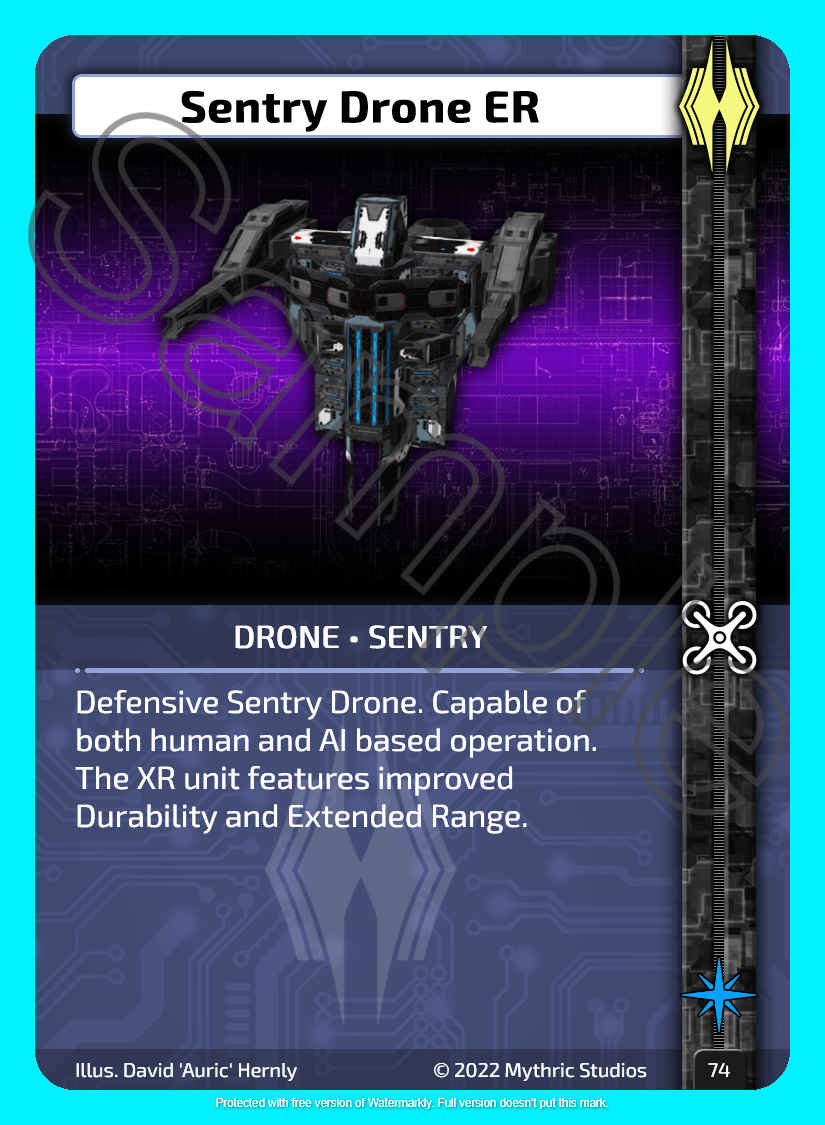 Sentry Drone ER
Sample
DRONE • SENTRY
Defensive Sentry Drone. Capable of
both human and AI based operation.
The XR unit features improved
Durability and Extended Range.
Illus. David 'Auric' Hernly
© 2022 Mythric Studios
74
Protected with free version of Watermarkly. Full version doesn't put this mark.